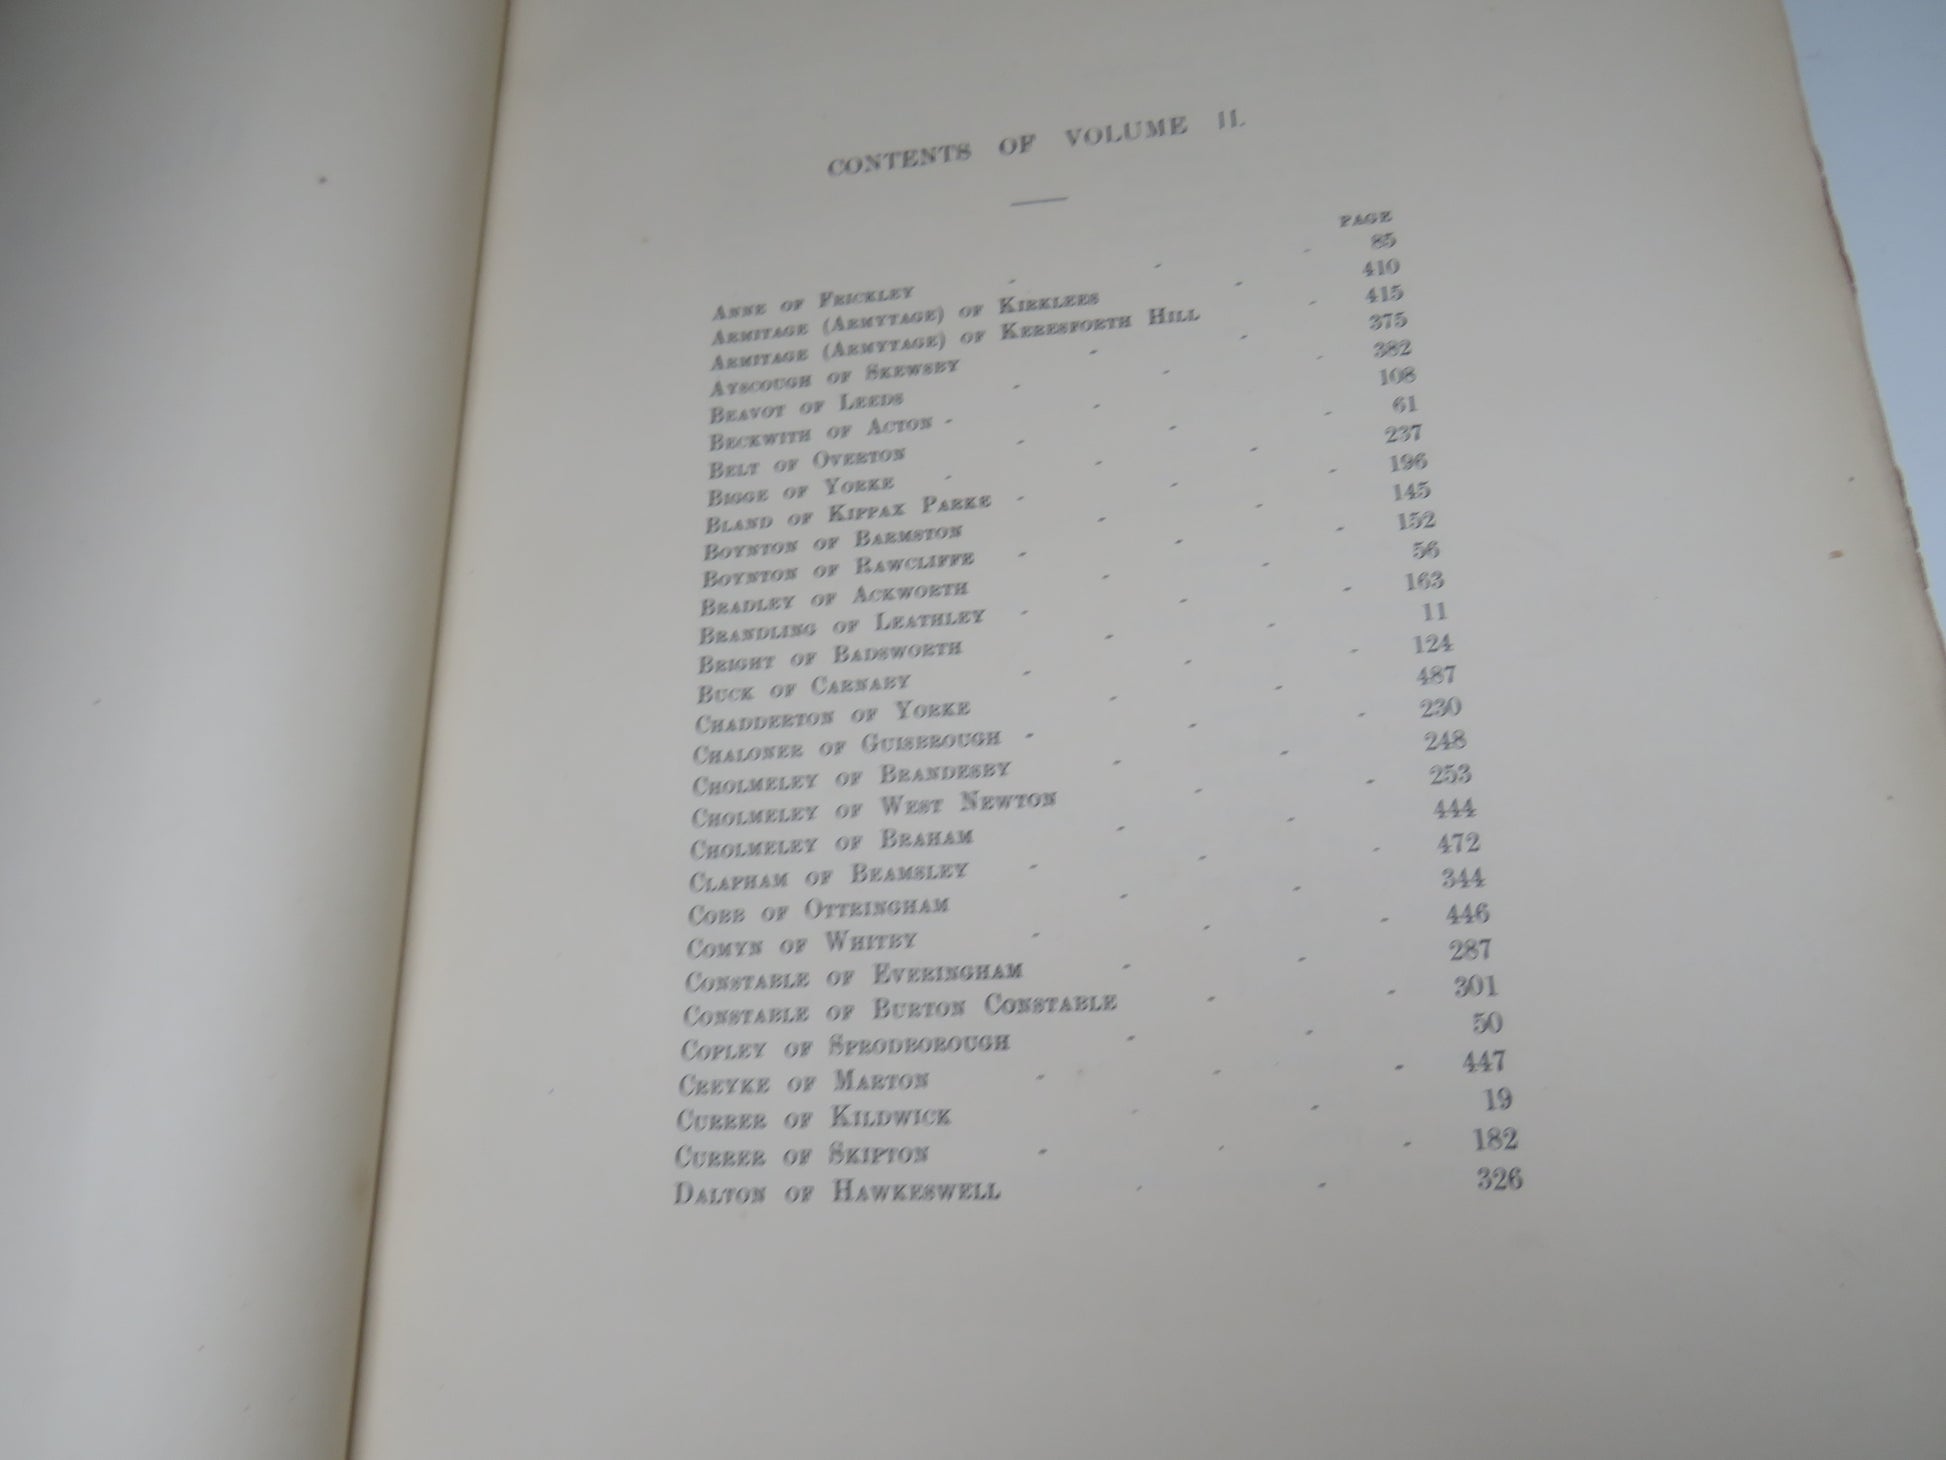 CONTENTS OF VOLUME II.
PAGE
ANNE OF FRICKLEY - - - 85
ARMITAGE (ARMYTAGE) OF KIRKLEES - 410
ARMITAGE (ARMYTAGE) OF KERESFORTH HILL - 415
AYSCOUGH OF SKEWSBY - - 375
BEAVOT OF LEEDS - - - 382
BECKWITH OF ACTON - - - 108
BELT OF OVERTON - - - 61
BIGGE OF YORKE - - - 237
BLAND OF KIPPAX PARKE - - - 196
BOYNTON OF BARMSTON - - 145
BOYNTON OF RAWCLIFFE - - - 152
BRADLEY OF ACKWORTH - - 56
BRANDLING OF LEATHLEY - - - 163
BRIGHT OF BADSWORTH - - 11
BUCK OF CARNABY - - - 124
CHADDERTON OF YORKE - - 487
CHALONER OF GUISBROUGH - - - 230
CHOLMELEY OF BRANDESBY - - 248
CHOLMELEY OF WEST NEWTON - - 253
CHOLMELEY OF BRAHAM - - 444
CLAPHAM OF BEAMSLEY - - - 472
COBB OF OTTRINGHAM - - 344
COMYN OF WHITBY - - - 446
CONSTABLE OF EVERINGHAM - - 287
CONSTABLE OF BURTON CONSTABLE - - 301
COPLEY OF SPRODBOROUGH - - 50
CREYKE OF MARTON - - - 447
CURRER OF KILDWICK - - 19
CURRER OF SKIPTON - - - 182
DALTON OF HAWKESWELL - - 326